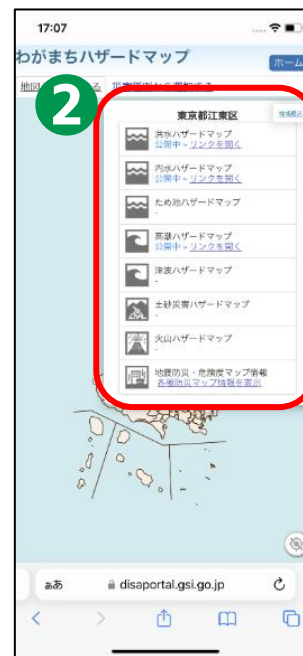 17:07
わがまちハザードマップ
ホーム
地図
る 災害種別から選択する
2
東京都江東区
洪水ハザードマップ
公開中 » リンクを開く
内水ハザードマップ
公開中 » リンクを開く
ため池ハザードマップ
-
高潮ハザードマップ
公開中 » リンクを開く
津波ハザードマップ
-
土砂災害ハザードマップ
-
火山ハザードマップ
-
地震防災・危険度マップ情報
各種防災マップ情報を表示
ぁあ
disaportal.gsi.go.jp